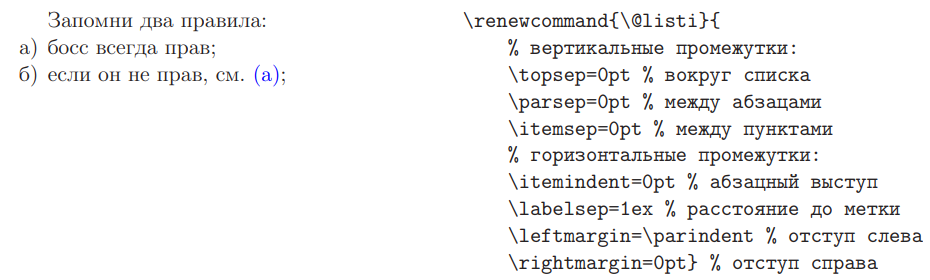 Запомни два правила:
а) босс всегда прав;
б) если он не прав, см. (а);
\renewcommand{\@listi}{
% вертикальные промежутки:
\topsep=0pt % вокруг списка
\parsep=0pt % между абзацами
\itemsep=0pt % между пунктами
% горизонтальные промежутки:
\itemindent=0pt % абзацный выступ
\labelsep=1ex % расстояние до метки
\leftmargin=\parindent % отступ слева
\rightmargin=0pt} % отступ справа